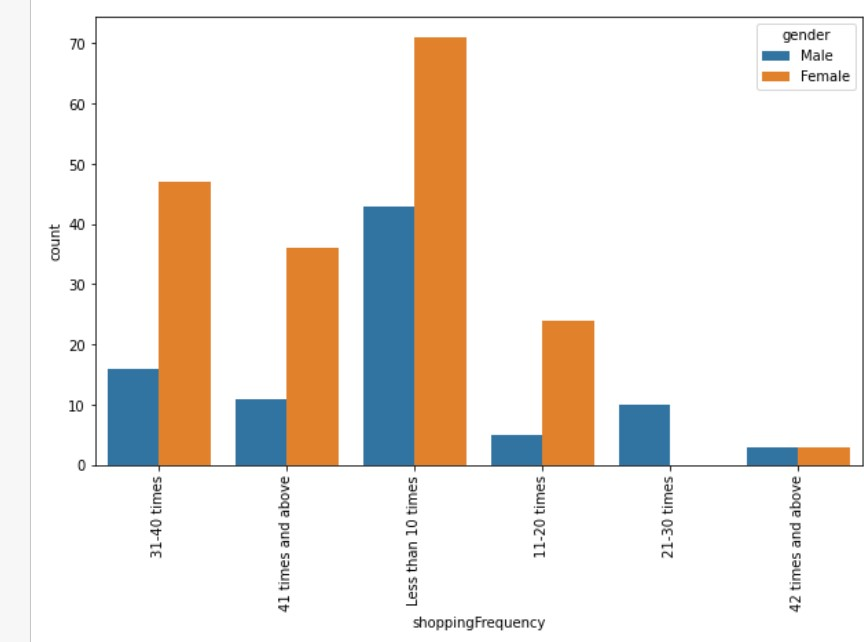 gender
Male
Female
70
60
50
40
30
20
10
0
count
31-40 times
41 times and above
Less than 10 times
11-20 times
21-30 times
42 times and above
shoppingFrequency